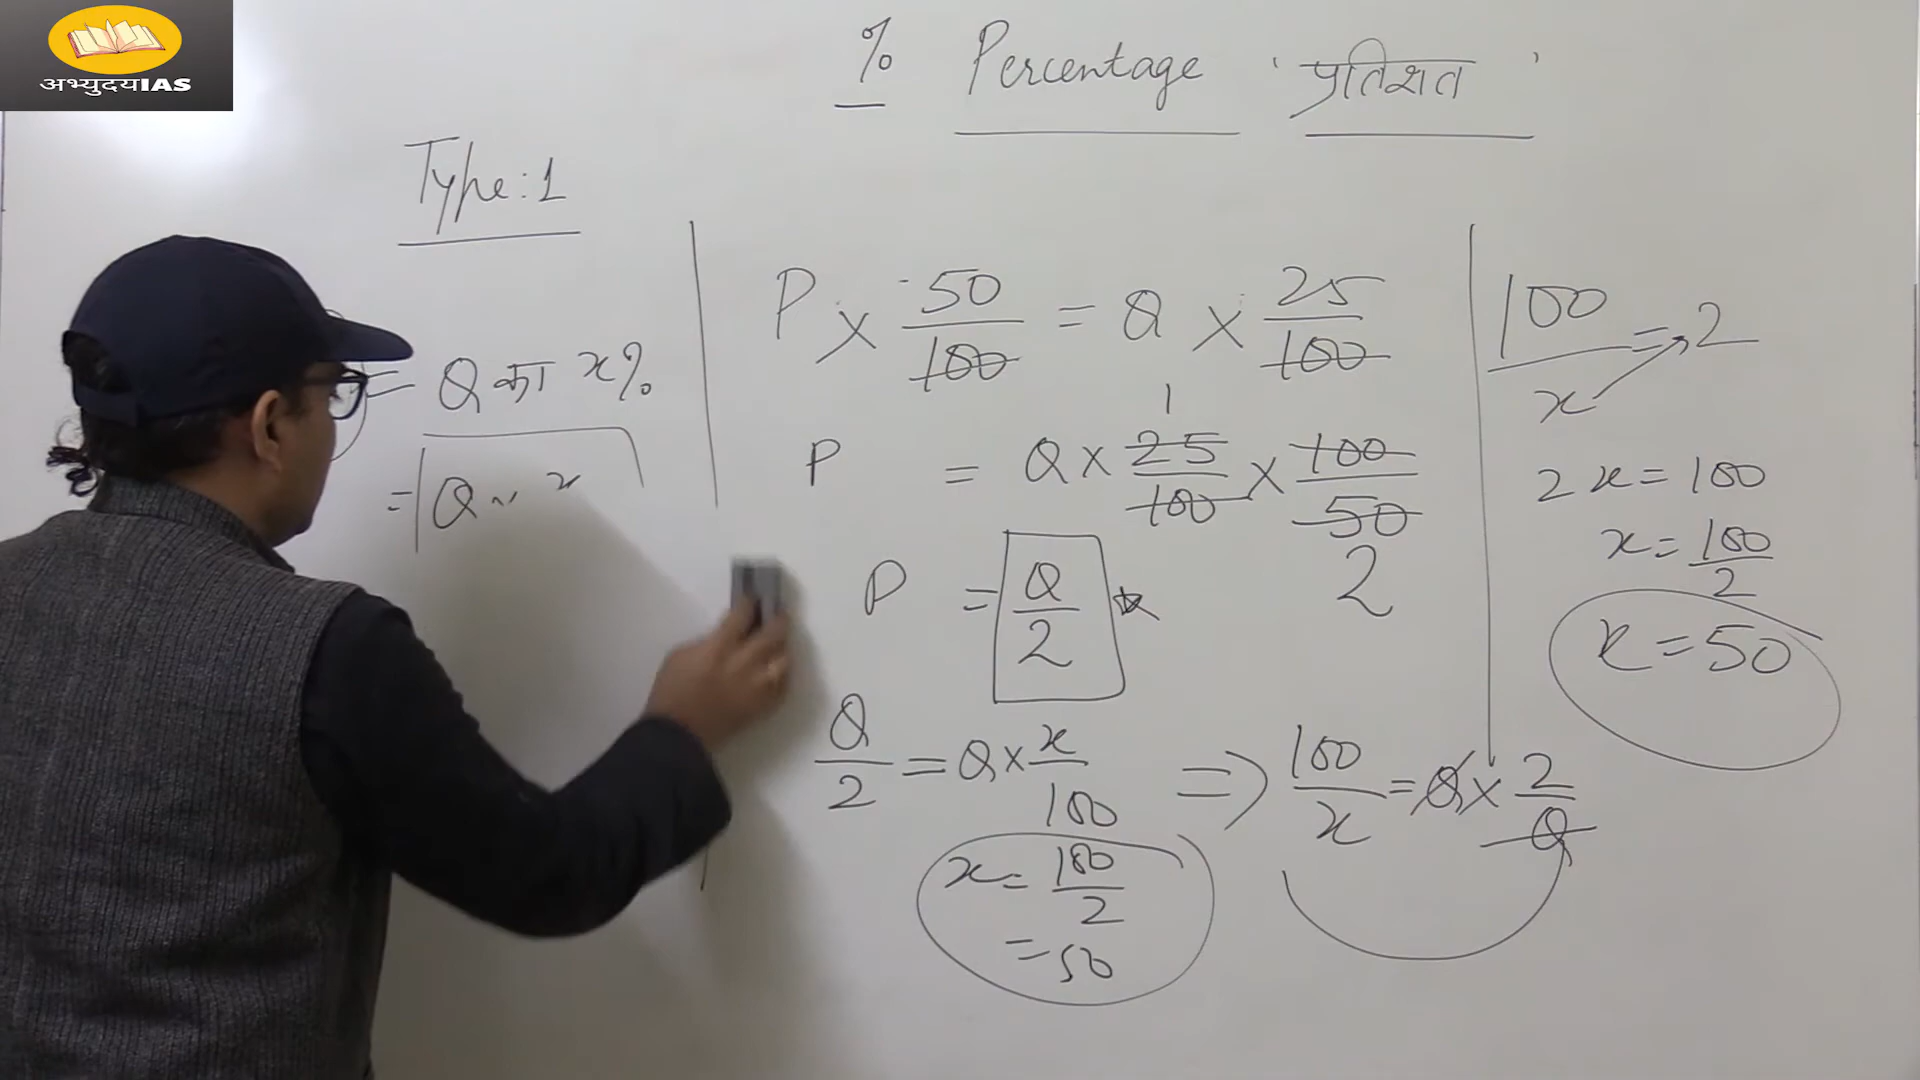 अभ्युदयIAS
% Percentage 'प्रतिशत'
Type:1
= Q का x%
= Q x
P × 50/100 = Q × 25/100
1
P = Q × 25/100 × 100/50
2
P = Q/2
Q/2 = Q × x/100 ⇒ 100/x = Q × 2/Q
x = 100/2
= 50
100/x = 2
2x = 100
x = 100/2
x = 50